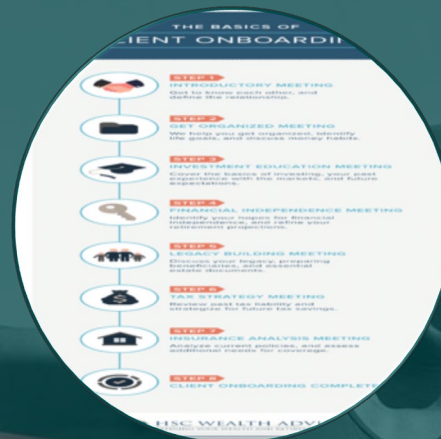 THE BASICS OF
CLIENT ONBOARDIN
STEP 1
INTRODUCTORY MEETING
Get to know each other, and
define the relationship.
STEP 2
GET ORGANIZED MEETING
We help you get organized, identify
life goals, and discuss money habits.
STEP 3
INVESTMENT EDUCATION MEETING
Cover the basics of investing, your past
experience with the markets, and future
expectations.
STEP 4
FINANCIAL INDEPENDENCE MEETING
Identify your hopes for financial
independence, and refine your
retirement projections.
STEP 5
LEGACY BUILDING MEETING
Discuss your legacy, preparing
beneficiaries, and essential
estate documents.
STEP 6
TAX STRATEGY MEETING
Review past tax liability and
strategize for future tax savings.
STEP 7
INSURANCE ANALYSIS MEETING
Analyze current policies, and assess
additional needs for coverage.
STEP 8
CLIENT ONBOARDING COMPLETE
HSC WEALTH ADVI